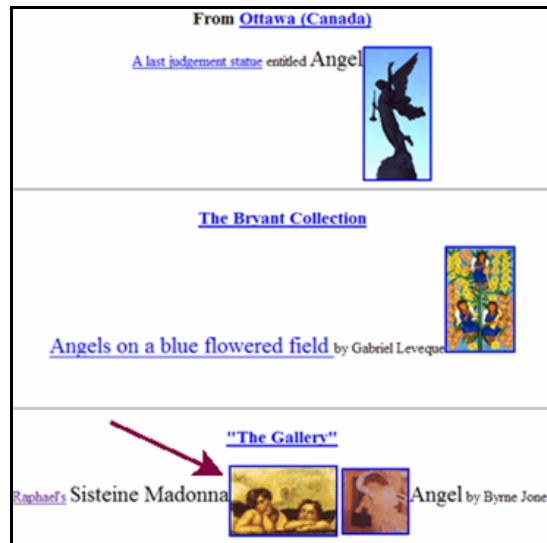 From Ottawa (Canada)
A last judgement statue entitled Angel
The Bryant Collection
Angels on a blue flowered field by Gabriel Leveque
"The Gallery"
Raphael's Sisteine Madonna Angel by Byrne Jone